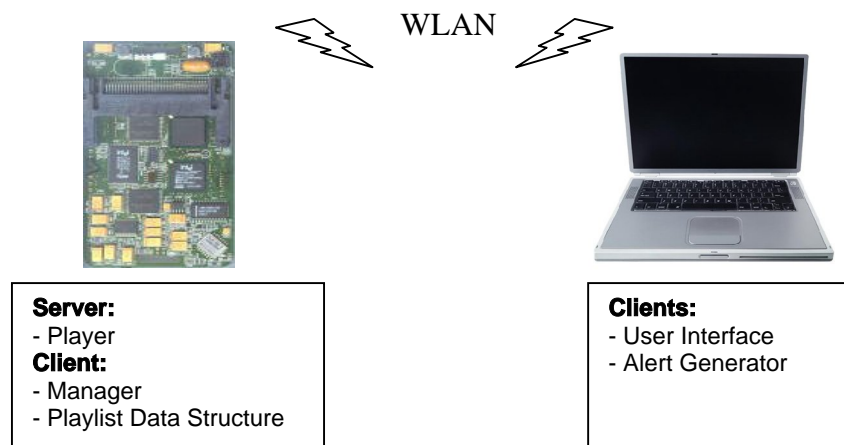 WLAN
Server:
- Player
Client:
- Manager
- Playlist Data Structure
Clients:
- User Interface
- Alert Generator